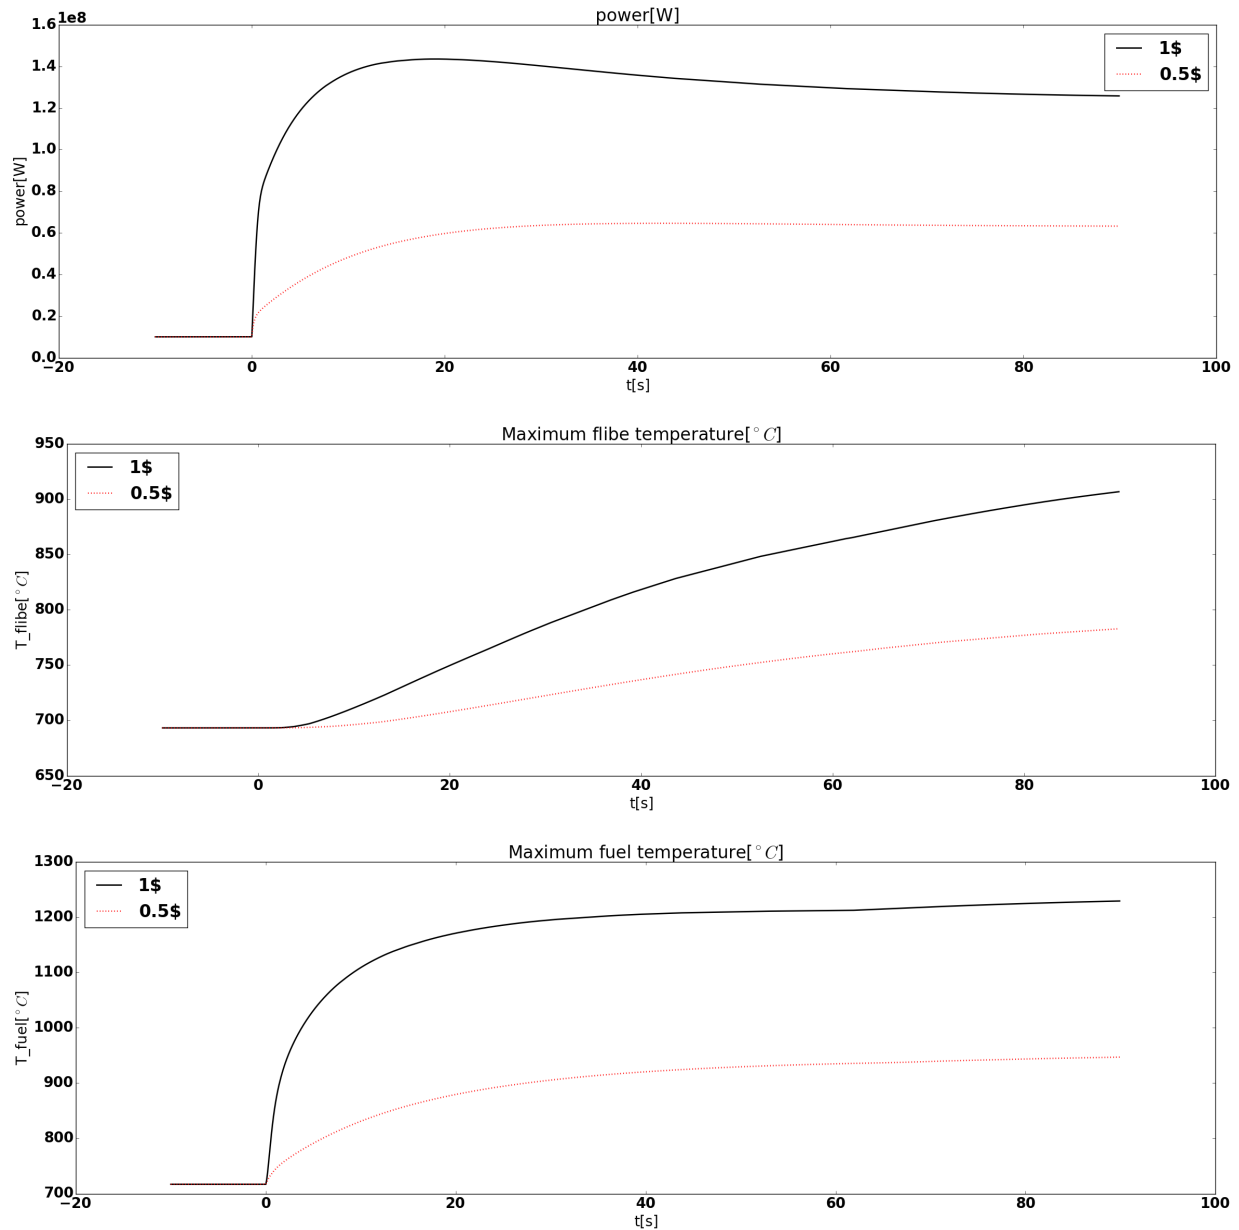 power[W]
1e8
1.6
1.4
1.2
1.0
0.8
0.6
0.4
0.2
0.0
power[W]
1$
0.5$
−20 0 20 40 60 80 100
t[s]
Maximum flibe temperature[°C]
950
900
850
800
750
700
650
T_flibe[°C]
1$
0.5$
−20 0 20 40 60 80 100
t[s]
Maximum fuel temperature[°C]
1300
1200
1100
1000
900
800
700
T_fuel[°C]
1$
0.5$
−20 0 20 40 60 80 100
t[s]